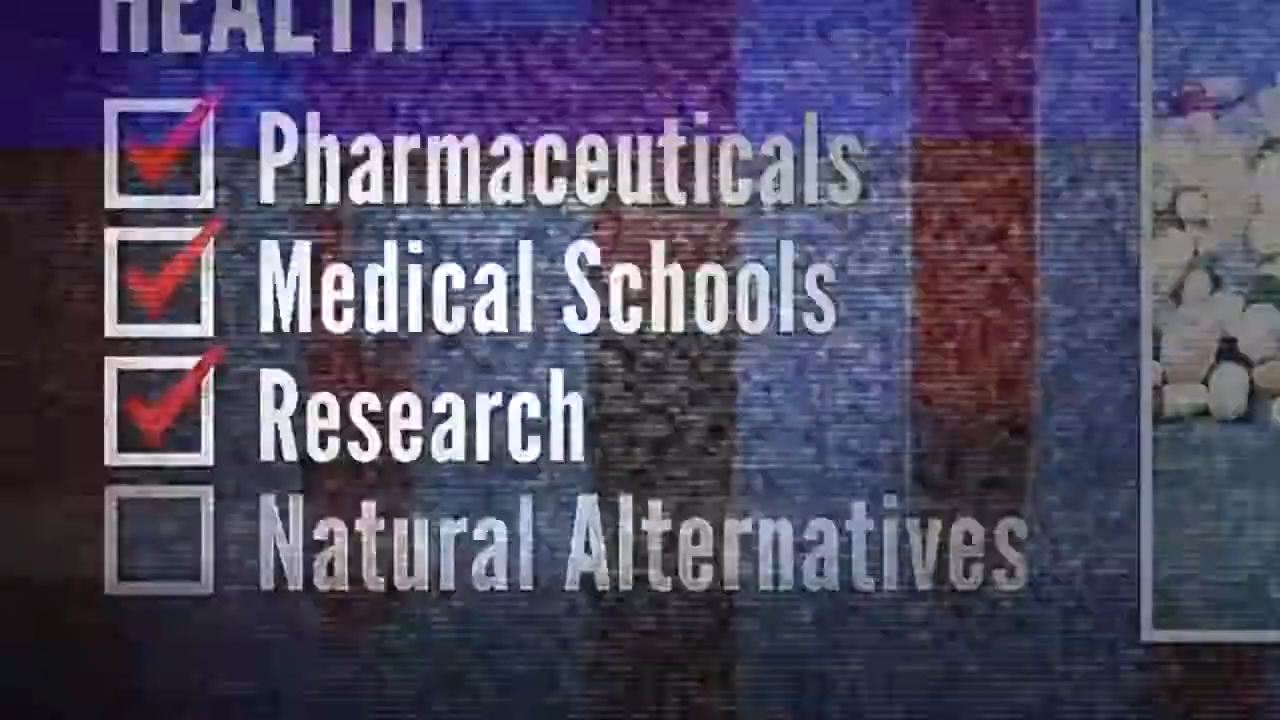 HEALTH
Pharmaceuticals
Medical Schools
Research
Natural Alternatives